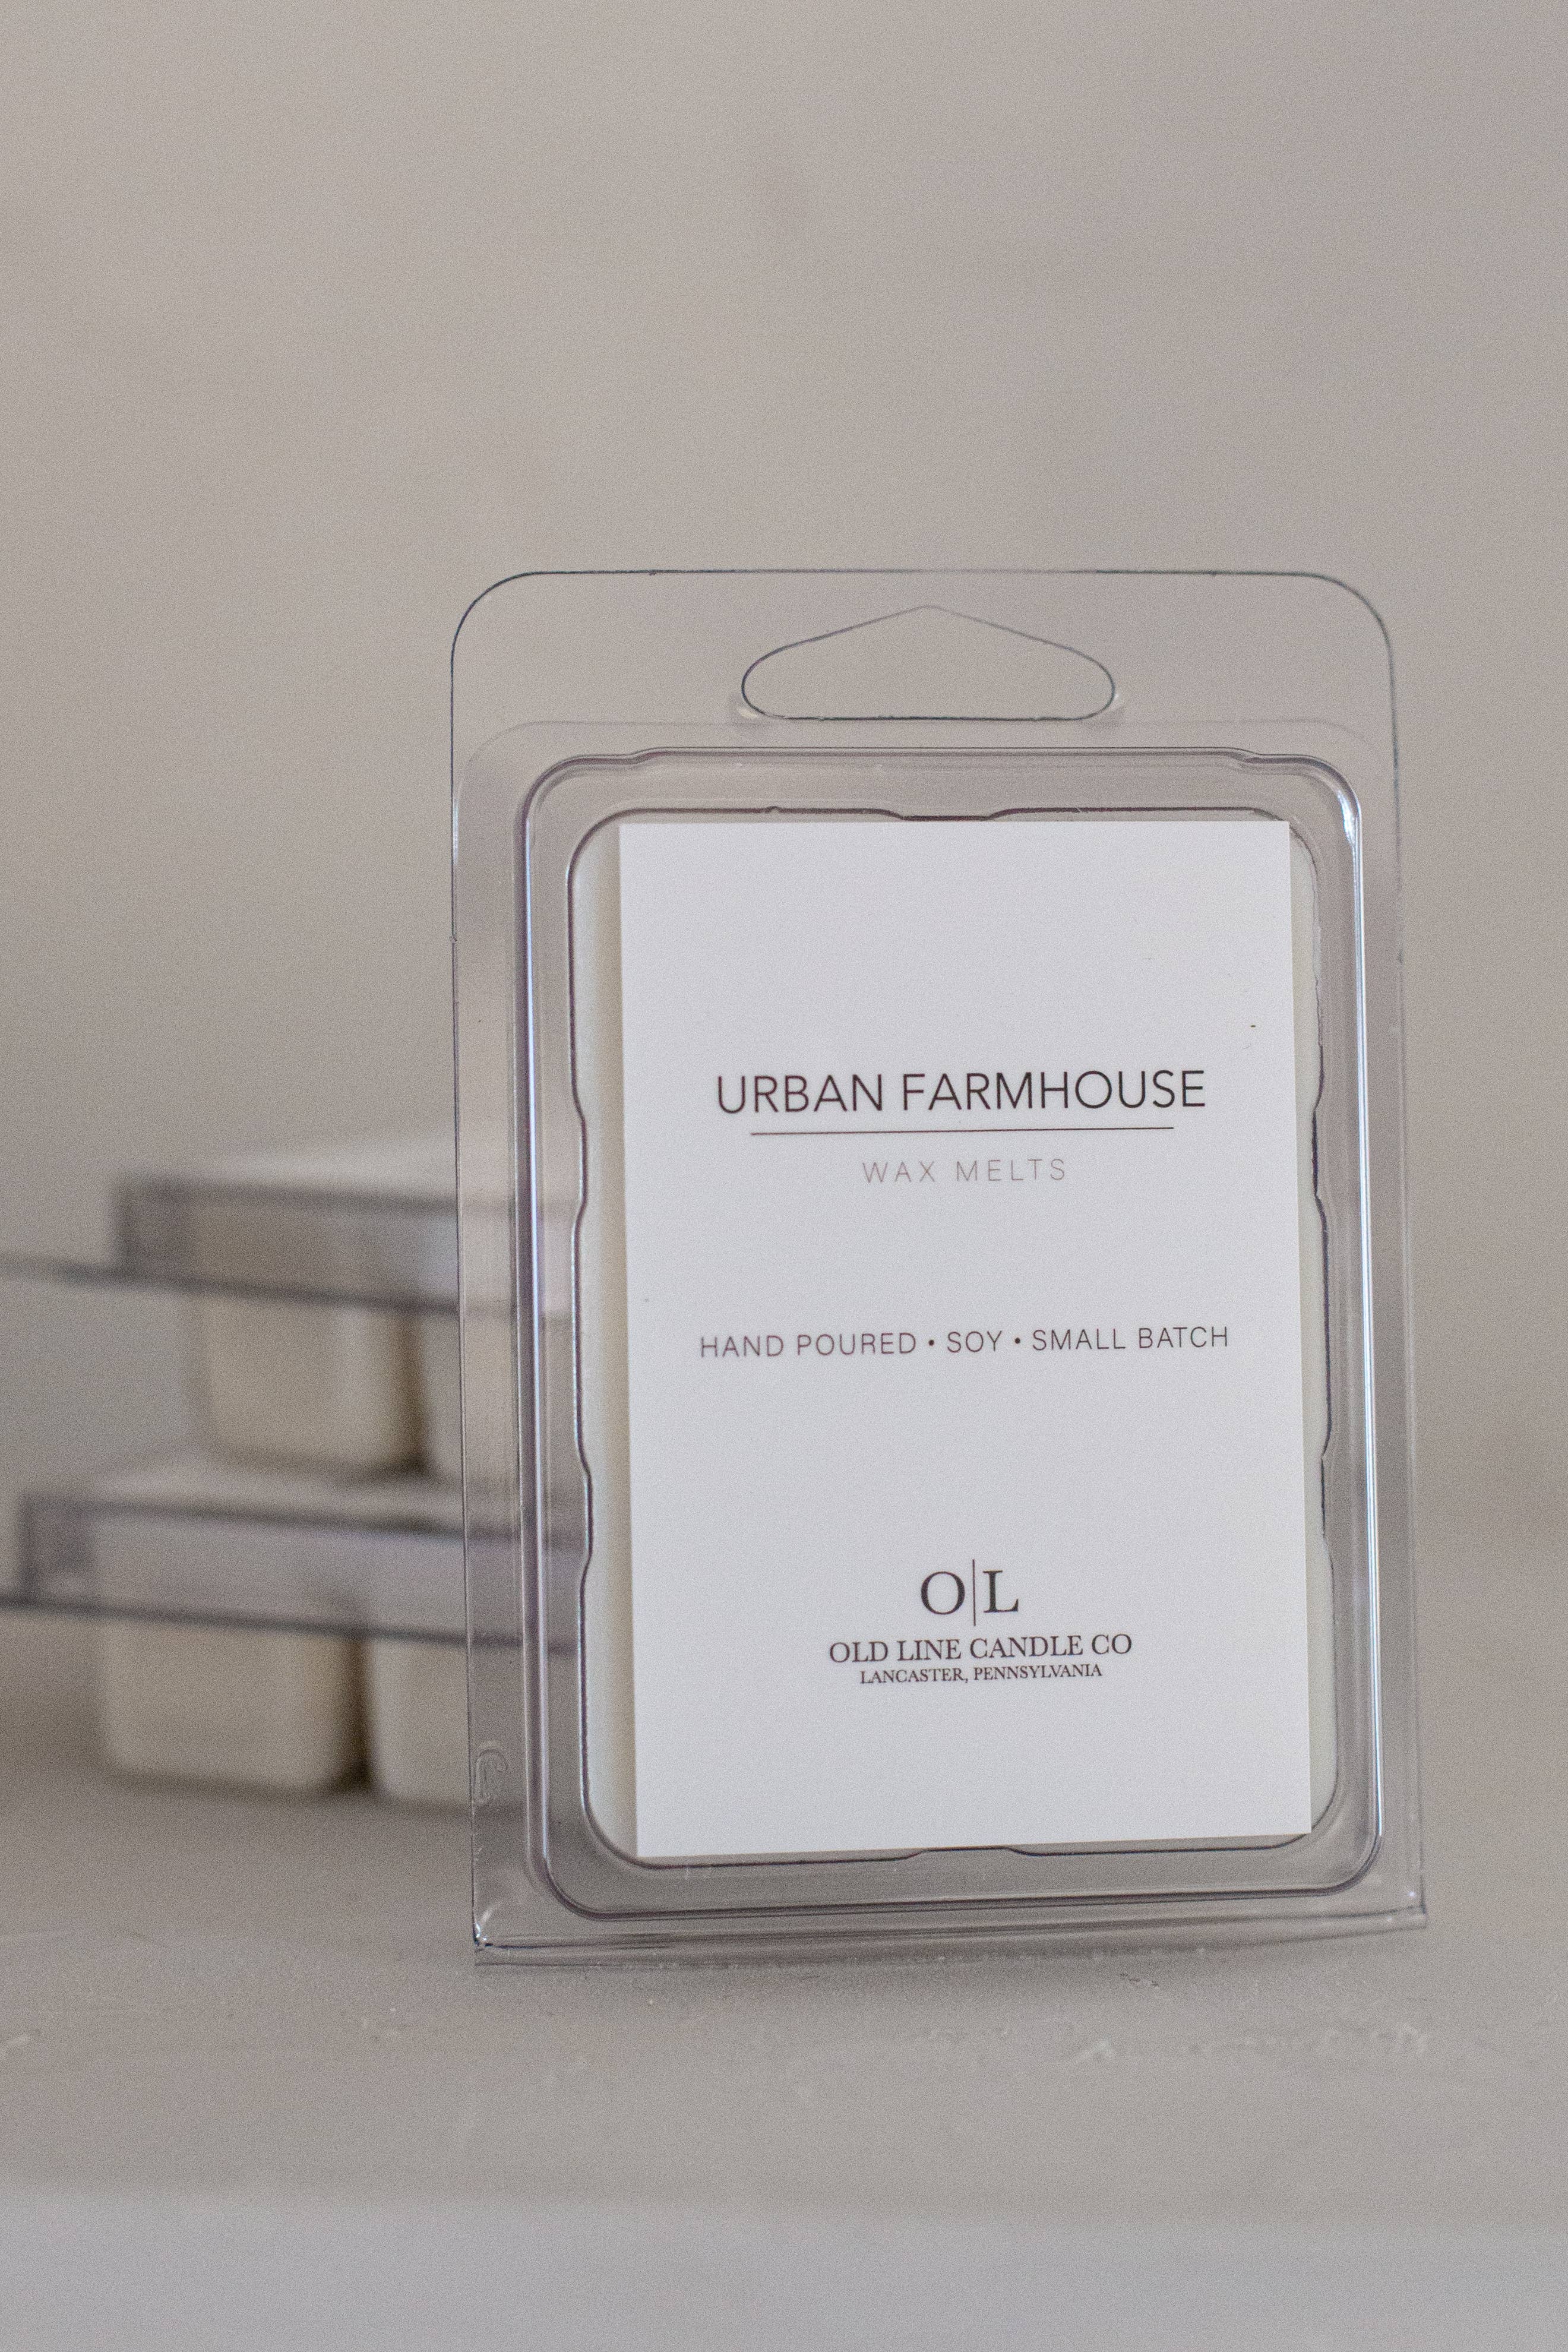 URBAN FARMHOUSE
WAX MELTS
HAND POURED • SOY • SMALL BATCH
O|L
OLD LINE CANDLE CO
LANCASTER, PENNSYLVANIA